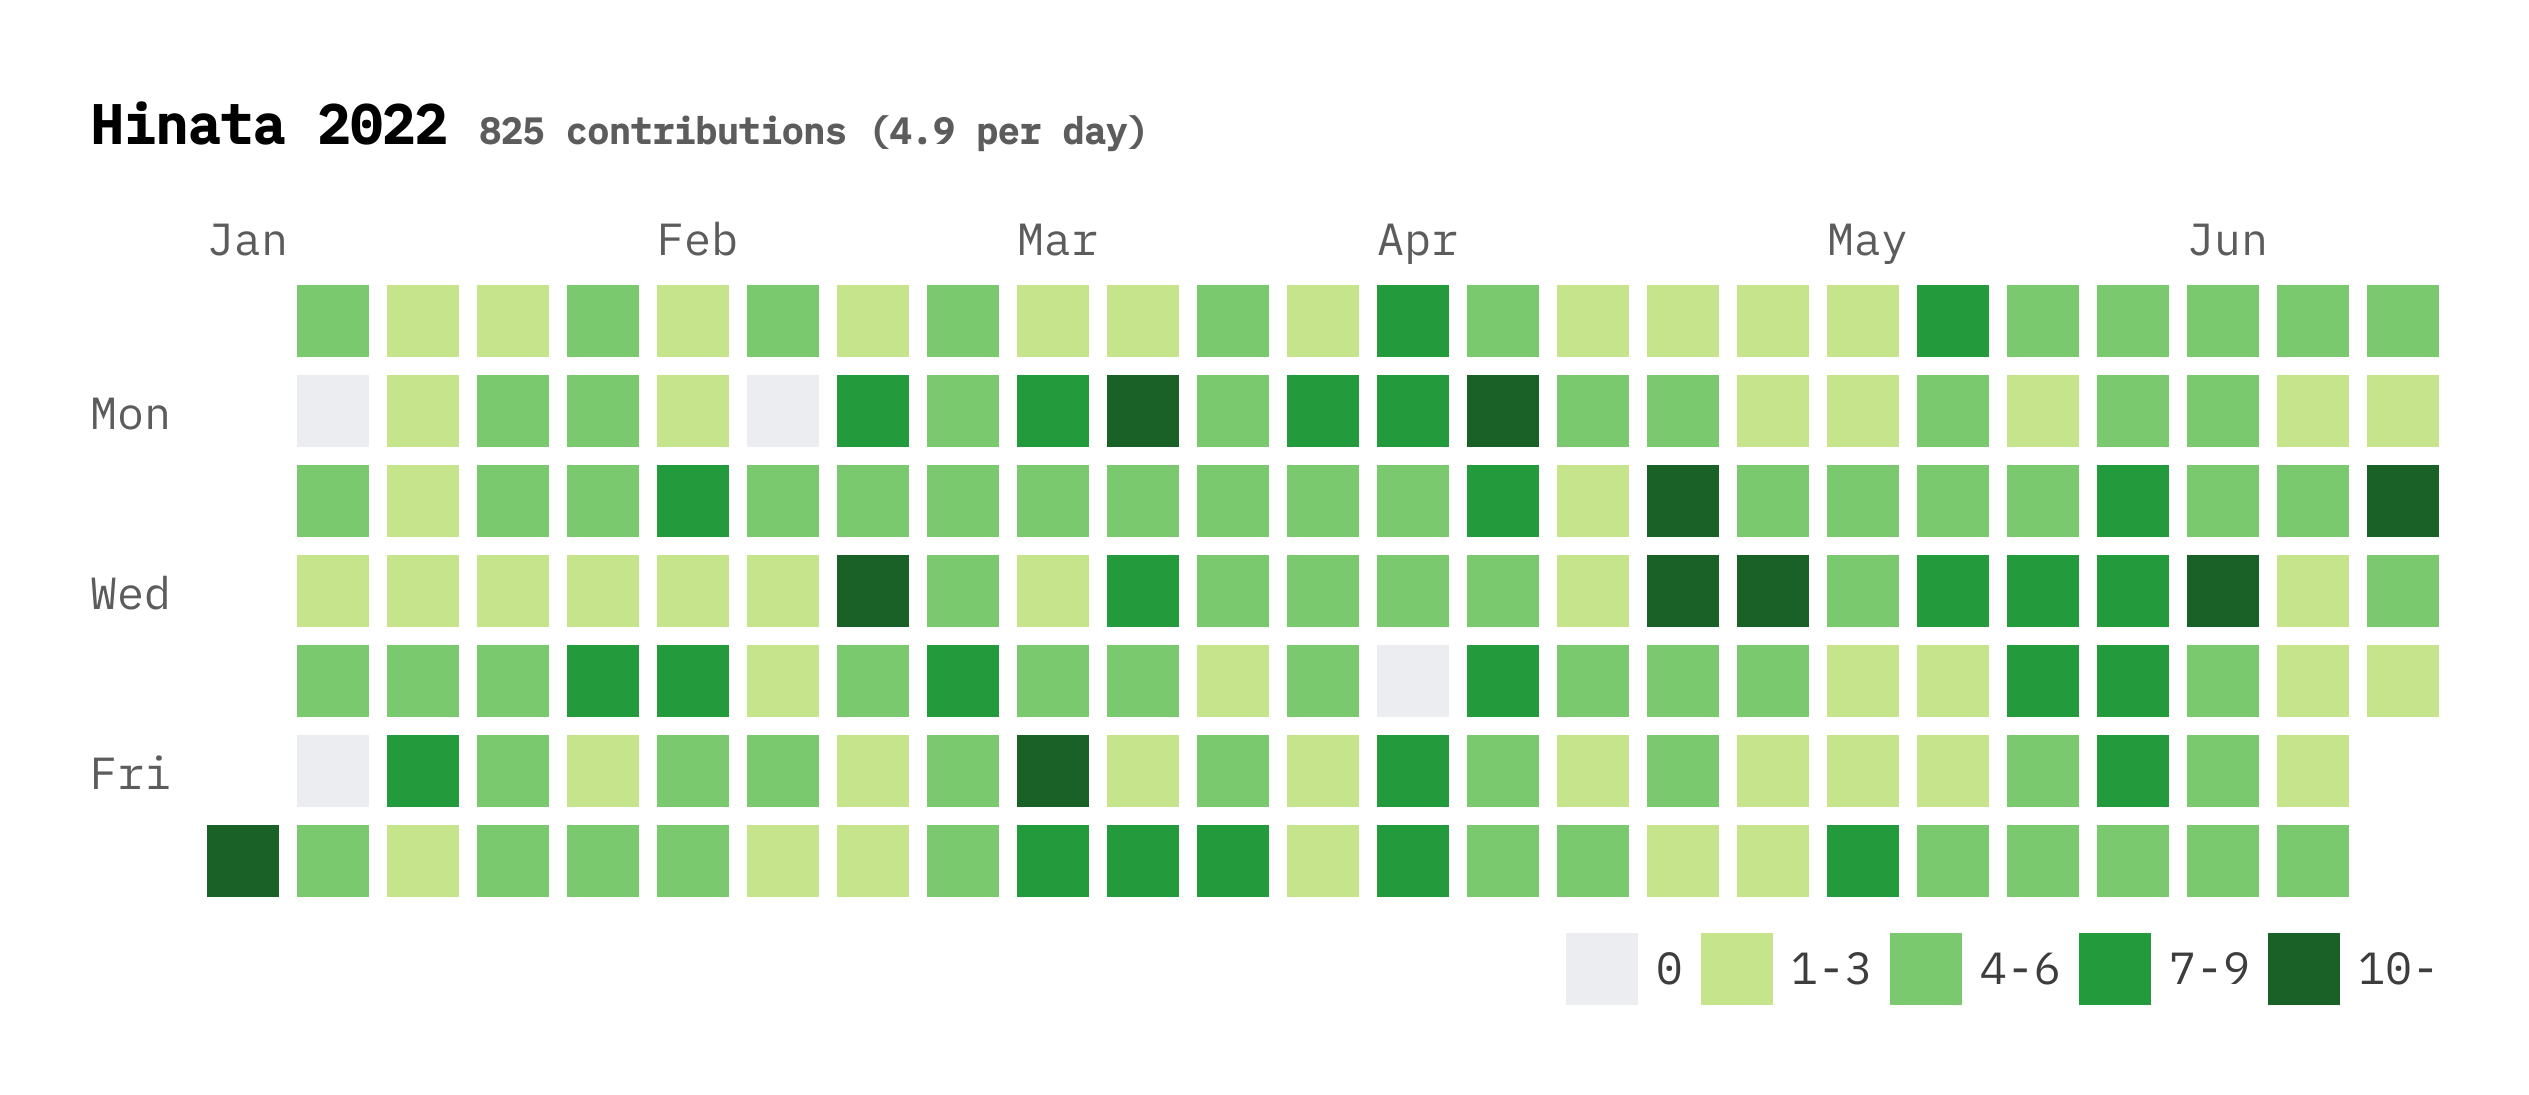 Hinata 2022 825 contributions (4.9 per day)
Jan Feb Mar Apr May Jun
Mon
Wed
Fri
0 1-3 4-6 7-9 10-